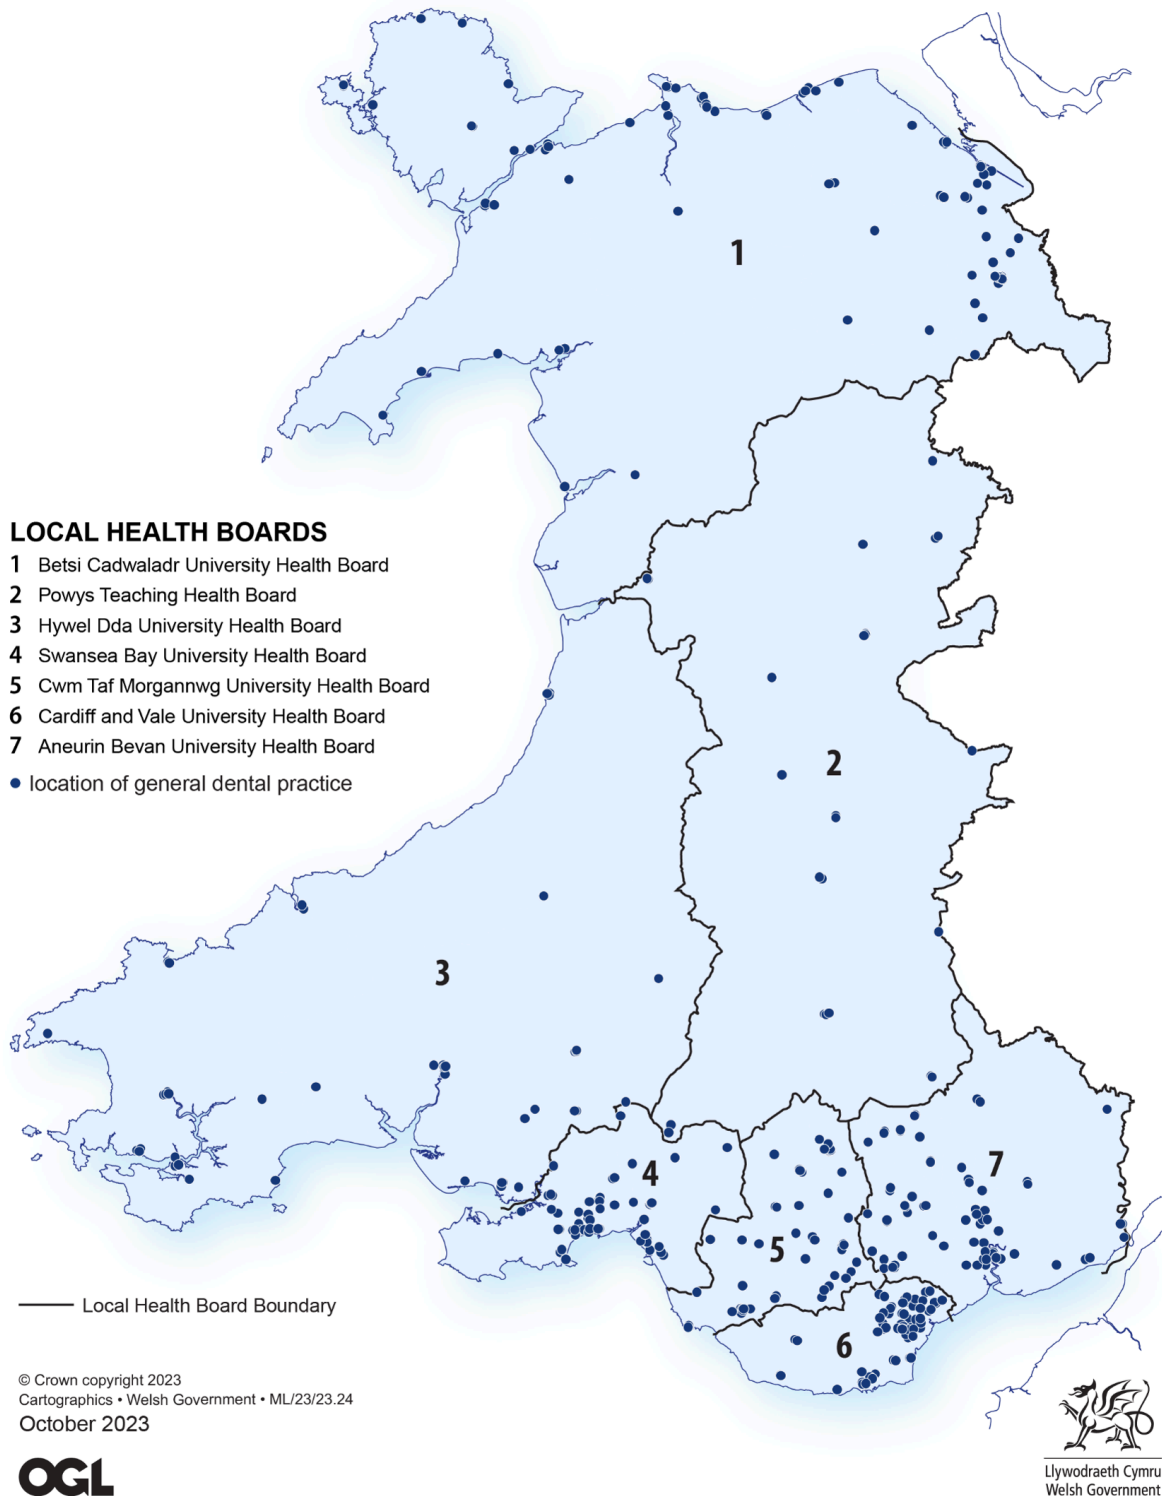 1
LOCAL HEALTH BOARDS
1 Betsi Cadwaladr University Health Board
2 Powys Teaching Health Board
3 Hywel Dda University Health Board
4 Swansea Bay University Health Board
5 Cwm Taf Morgannwg University Health Board
6 Cardiff and Vale University Health Board
7 Aneurin Bevan University Health Board
location of general dental practice
2
3
4
7
5
6
Local Health Board Boundary
© Crown copyright 2023
Cartographics • Welsh Government • ML/23/23.24
October 2023
OGL
Llywodraeth Cymru
Welsh Government